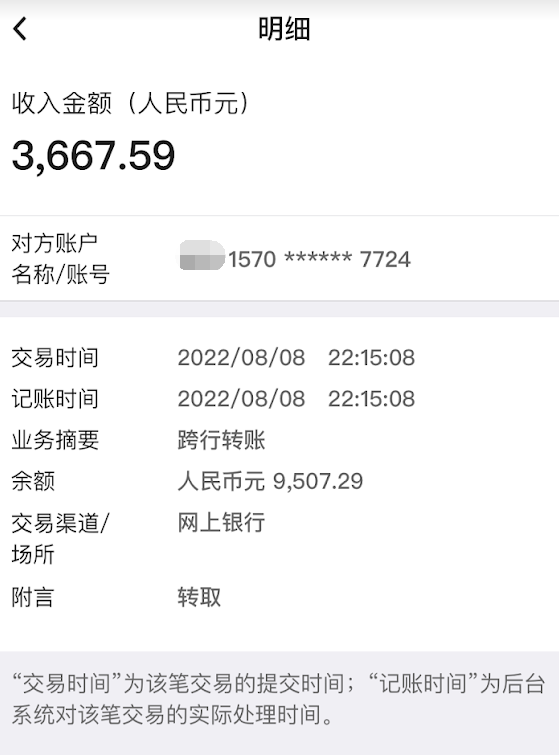 明细
收入金额（人民币元）
3,667.59
对方账户
名称/账号
1570 ****** 7724
交易时间 2022/08/08 22:15:08
记账时间 2022/08/08 22:15:08
业务摘要 跨行转账
余额 人民币元 9,507.29
交易渠道/
场所
网上银行
附言 转取
“交易时间”为该笔交易的提交时间；“记账时间”为后台
系统对该笔交易的实际处理时间。